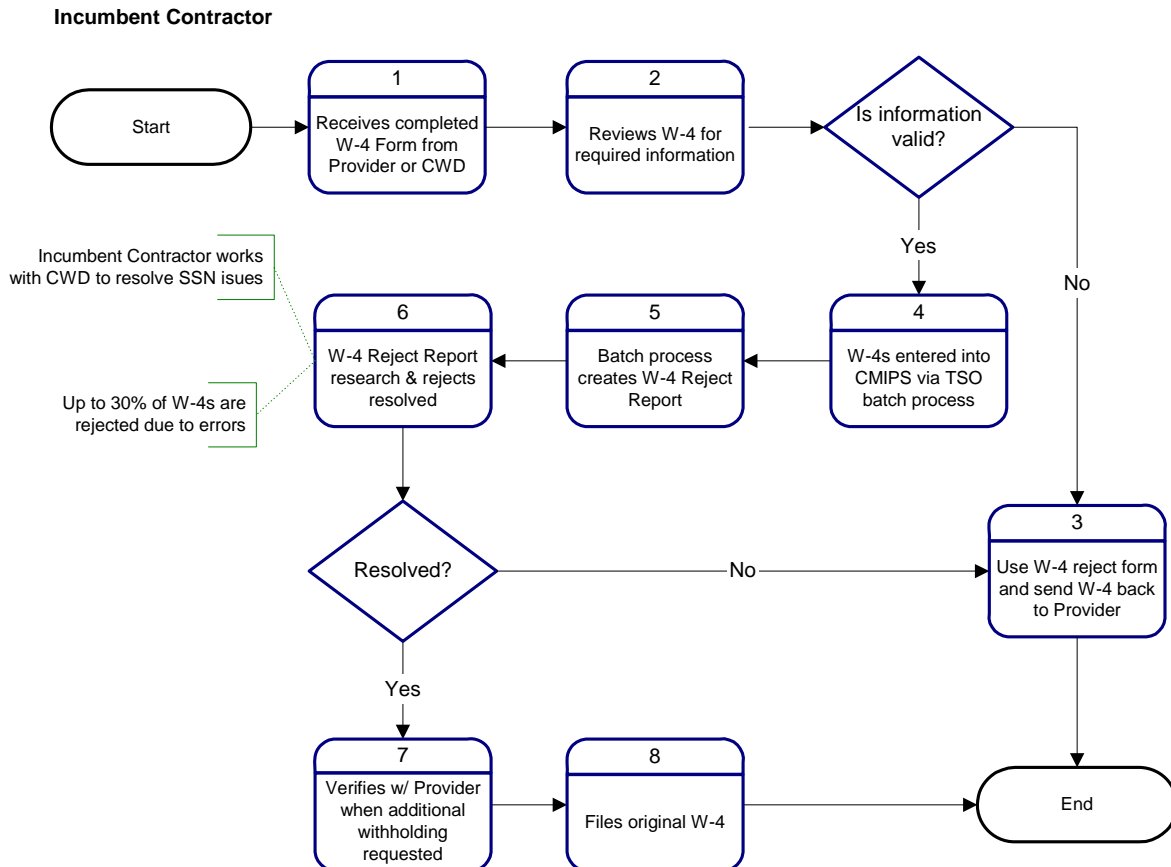 Incumbent Contractor
Start
1
Receives completed
W-4 Form from
Provider or CWD
2
Reviews W-4 for
required information
Is information
valid?
Yes
No
Incumbent Contractor works
with CWD to resolve SSN isues
Up to 30% of W-4s are
rejected due to errors
6
W-4 Reject Report
research & rejects
resolved
5
Batch process
creates W-4 Reject
Report
4
W-4s entered into
CMIPS via TSO
batch process
Resolved?
No
3
Use W-4 reject form
and send W-4 back
to Provider
Yes
7
Verifies w/ Provider
when additional
withholding
requested
8
Files original W-4
End